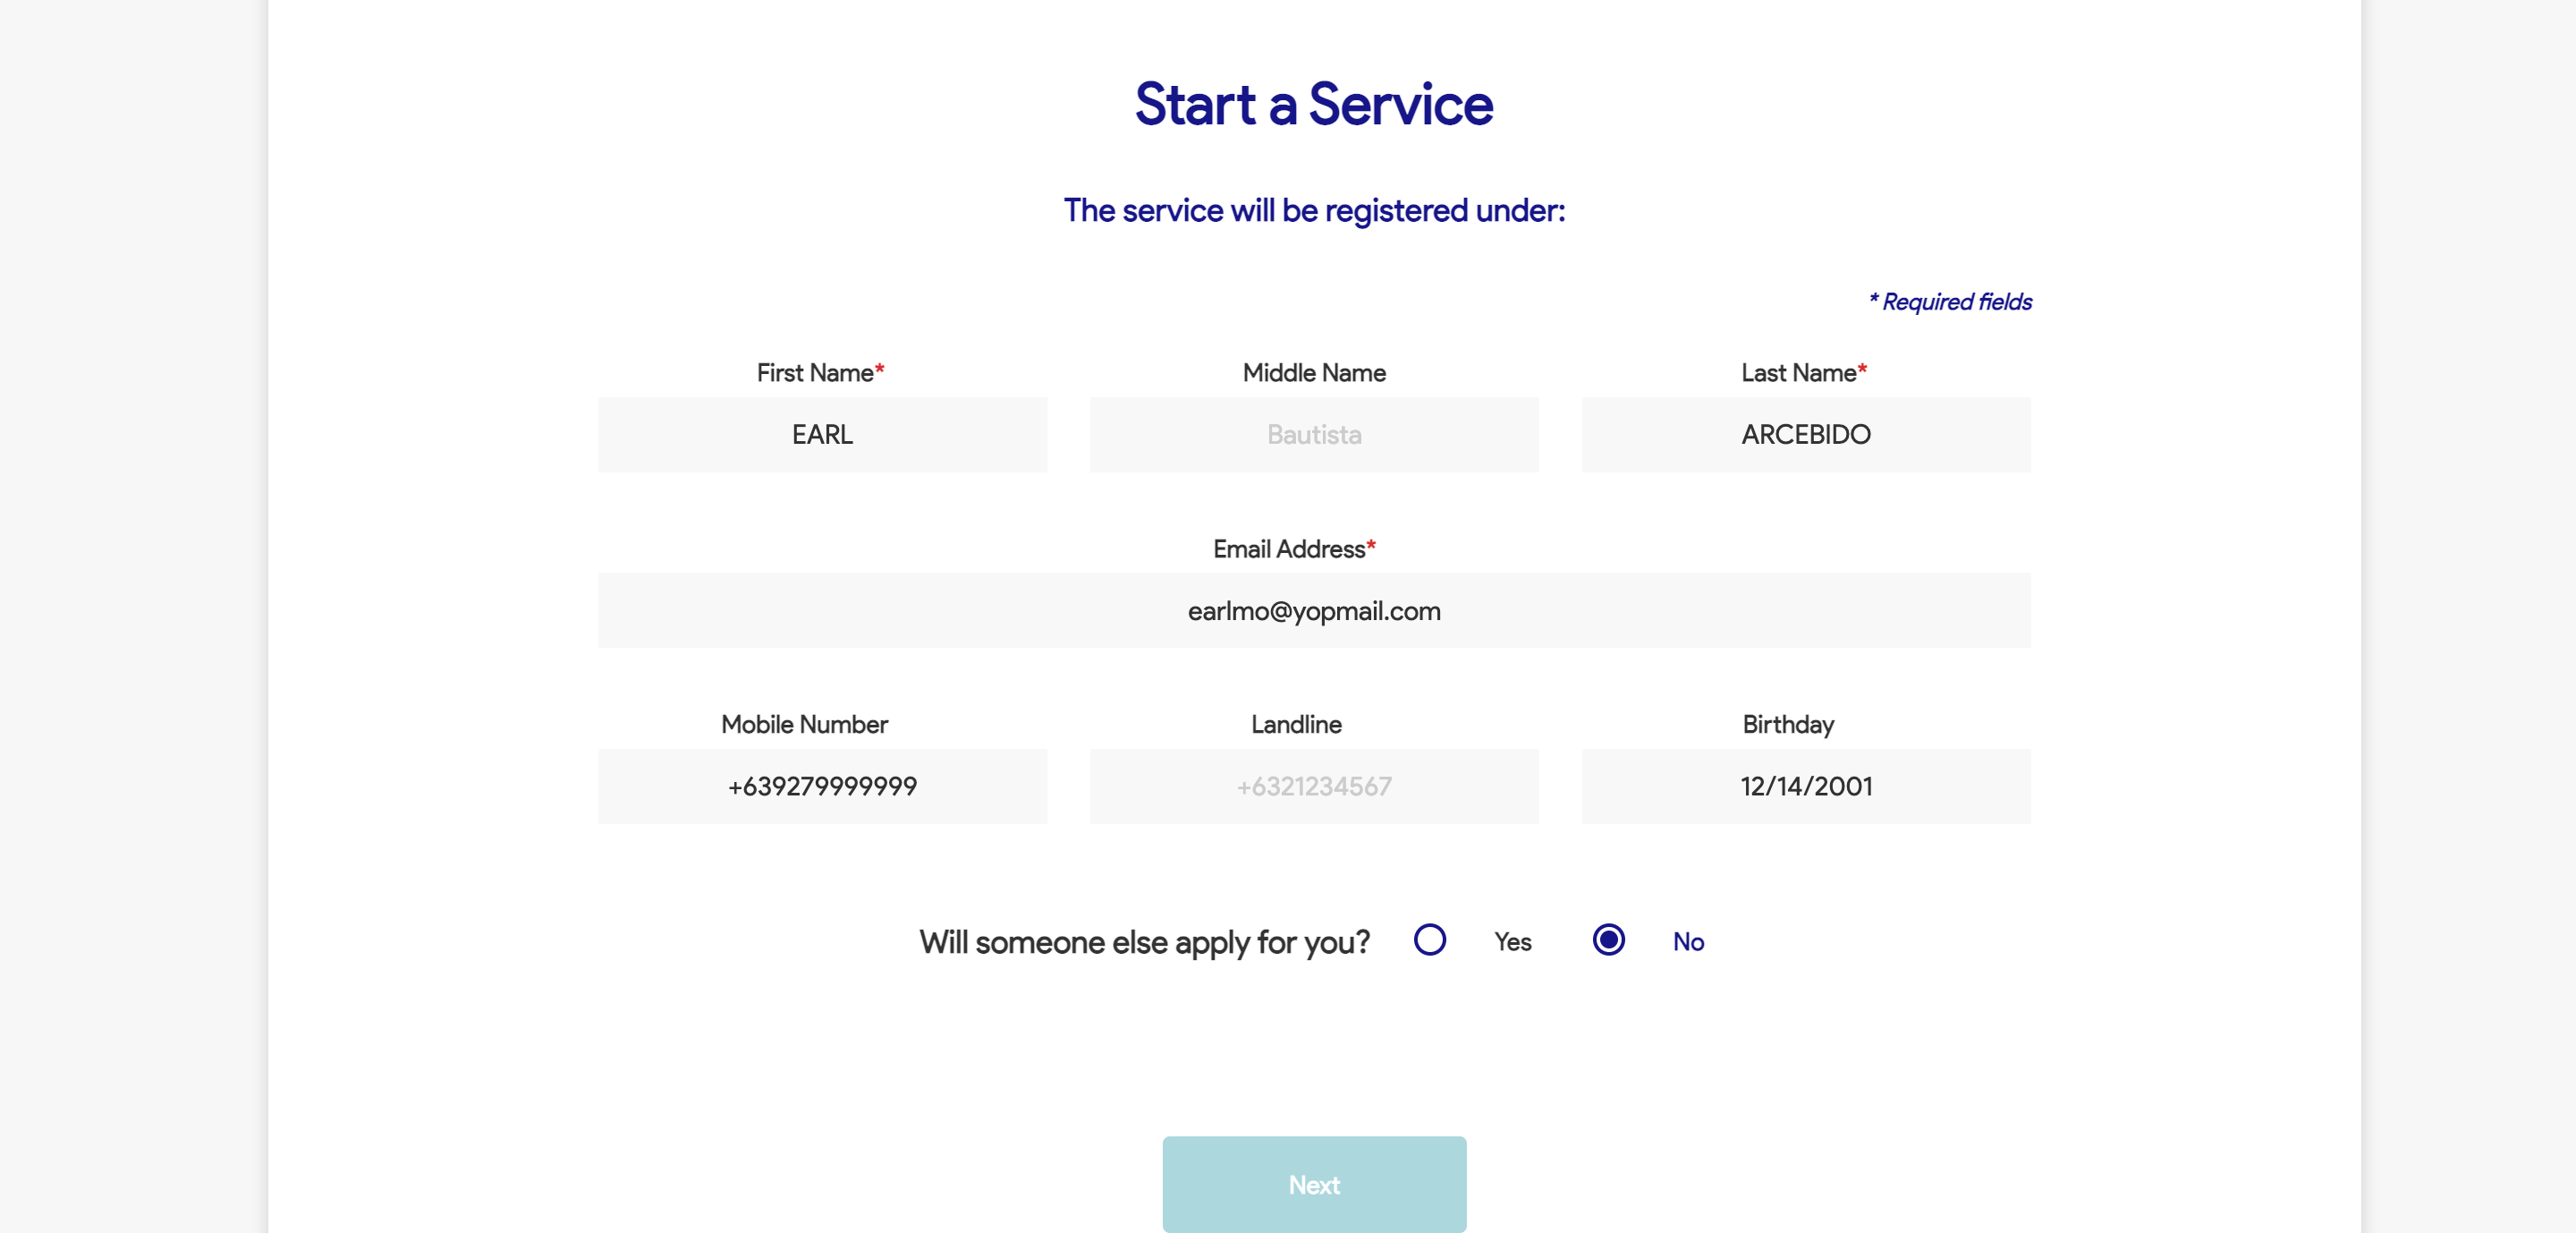 Start a Service
The service will be registered under:
* Required fields
First Name* Middle Name Last Name*
EARL Bautista ARCEBIDO
Email Address*
earlmo@yopmail.com
Mobile Number Landline Birthday
+639279999999 +6321234567 12/14/2001
Will someone else apply for you? Yes No
Next